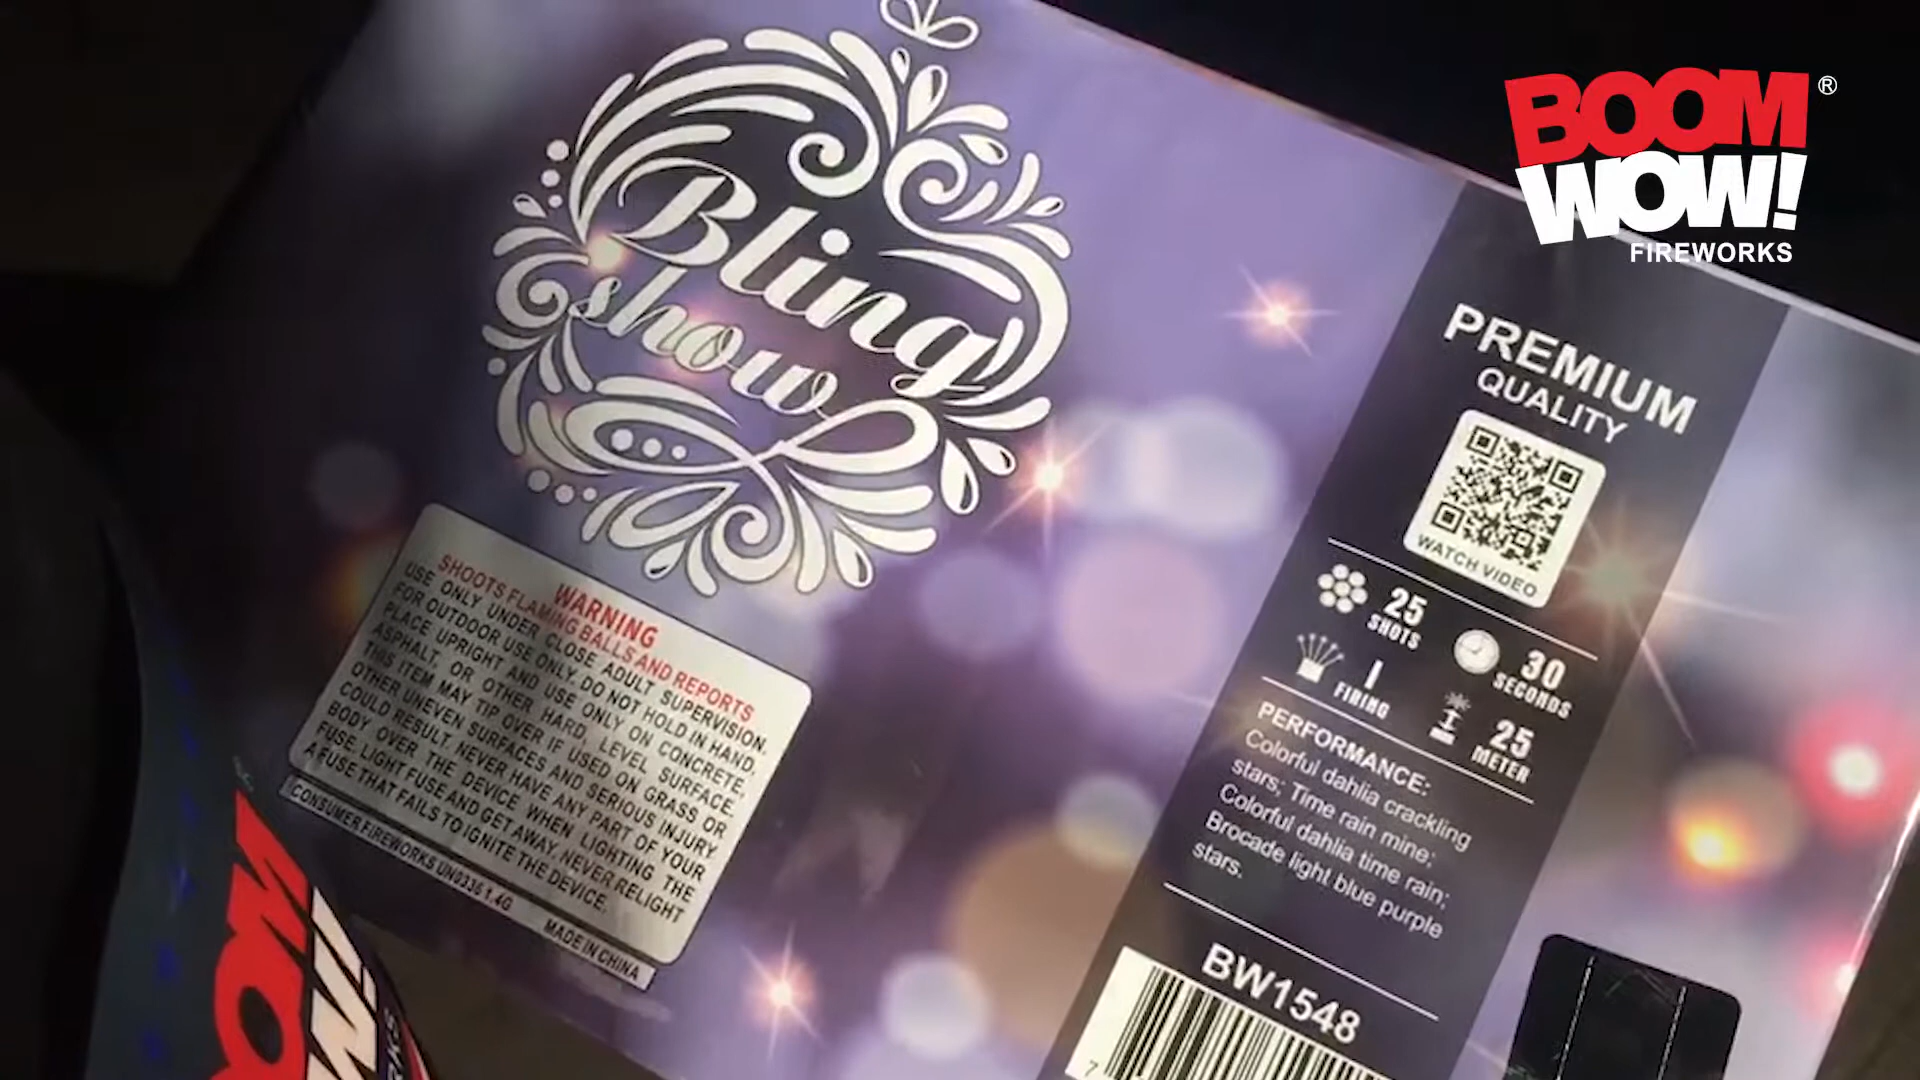 BOOM
WOW!
®
FIREWORKS
Bling
show
PREMIUM
QUALITY
WATCH VIDEO
25
SHOTS
30
SECONDS
1
FIRING
25
METER
PERFORMANCE:
Colorful dahlia crackling
stars; Time rain mine;
Colorful dahlia time rain;
Brocade light blue purple
stars.
BW1548
7
WARNING
SHOOTS FLAMING BALLS AND REPORTS
USE ONLY UNDER CLOSE ADULT SUPERVISION.
FOR OUTDOOR USE ONLY. DO NOT HOLD IN HAND.
PLACE UPRIGHT AND USE ONLY ON CONCRETE,
ASPHALT, OR OTHER HARD, LEVEL SURFACE.
THIS ITEM MAY TIP OVER IF USED ON GRASS OR
OTHER UNEVEN SURFACES AND SERIOUS INJURY
COULD RESULT. NEVER HAVE ANY PART OF YOUR
BODY OVER THE DEVICE WHEN LIGHTING THE
FUSE. LIGHT FUSE AND GET AWAY. NEVER RELIGHT
A FUSE THAT FAILS TO IGNITE THE DEVICE.
CONSUMER FIREWORKS UN0336 1.4G MADE IN CHINA